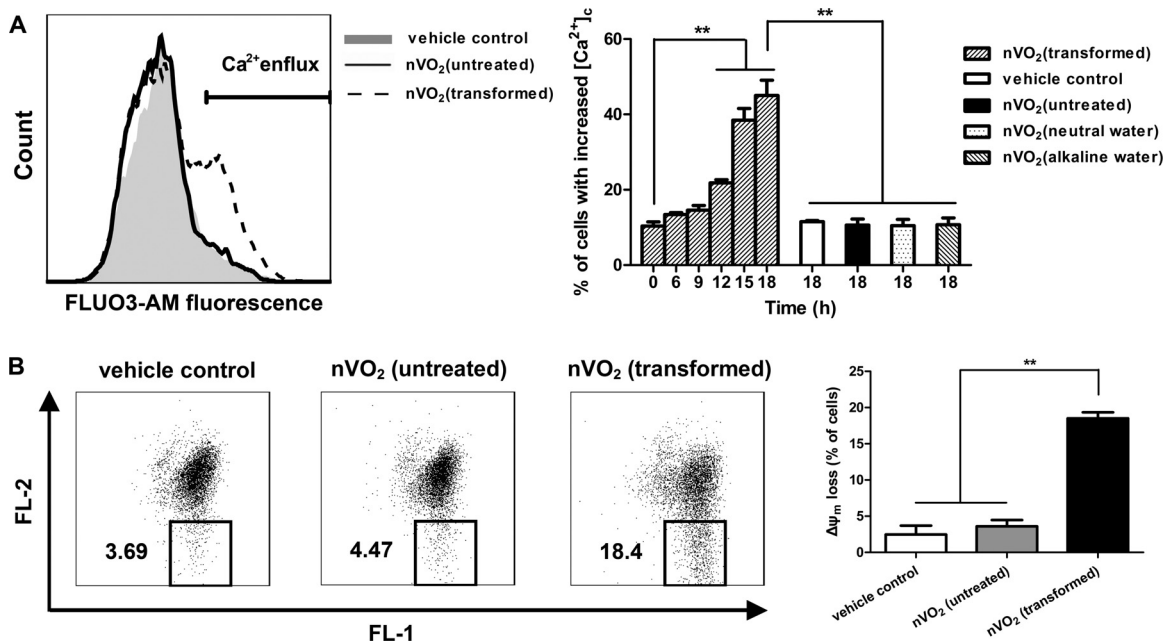 A
Count
FLUO3-AM fluorescence
Ca²⁺enflux
vehicle control
nVO₂(untreated)
nVO₂(transformed)
% of cells with increased [Ca²⁺]c
60
40
20
0
**
**
0 6 9 12 15 18 18 18 18 18
Time (h)
nVO₂(transformed)
vehicle control
nVO₂(untreated)
nVO₂(neutral water)
nVO₂(alkaline water)
B
vehicle control
nVO₂ (untreated)
nVO₂ (transformed)
FL-2
3.69
4.47
18.4
FL-1
Δψm loss (% of cells)
25
20
15
10
5
0
**
vehicle control
nVO₂ (untreated)
nVO₂ (transformed)